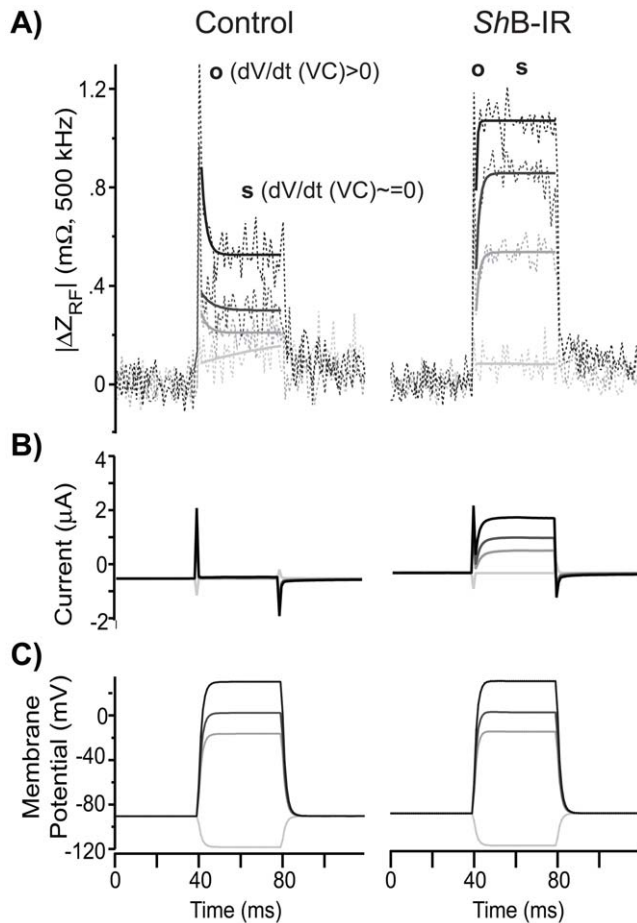 A)
Control
ShB-IR
o (dV/dt (VC)>0)
s (dV/dt (VC)~=0)
o s
|ΔZRF| (mΩ, 500 kHz)
1.2
.8
.4
0
B)
Current (µA)
4
2
0
-2
C)
Membrane
Potential (mV)
0
-40
-80
-120
0 40 80
0 40 80
Time (ms)
Time (ms)